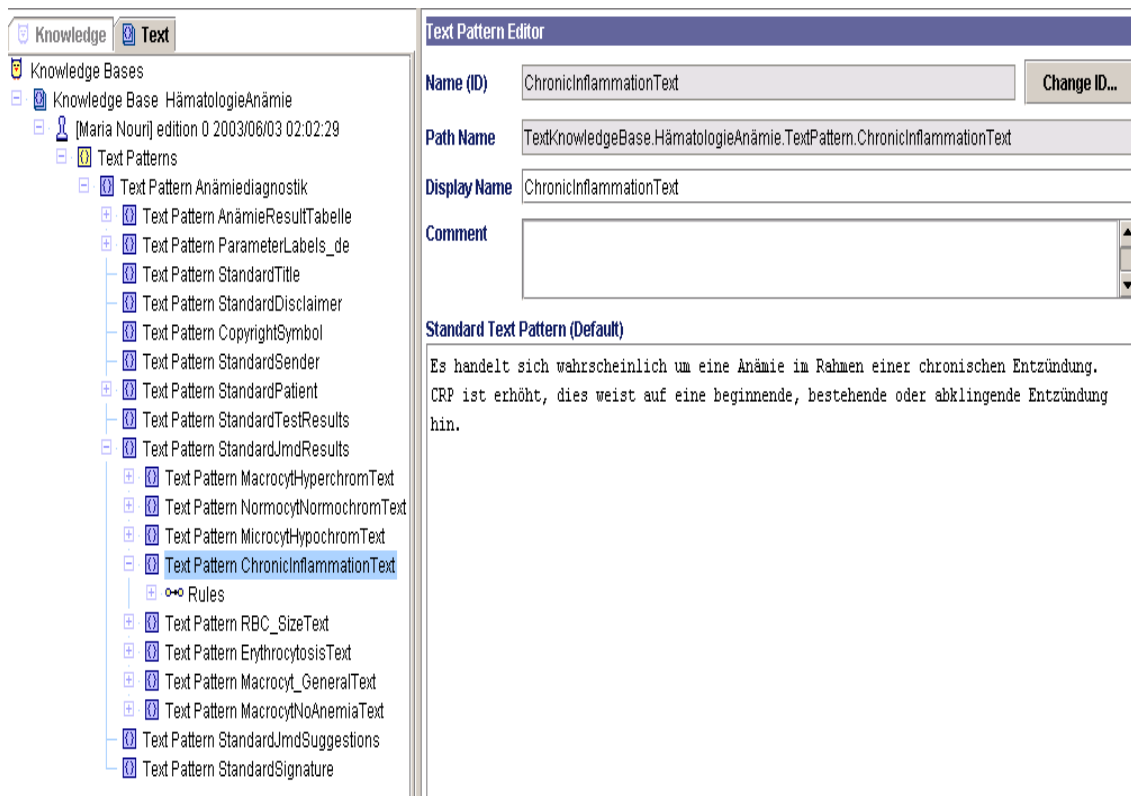 Knowledge
Text
Knowledge Bases
Knowledge Base HämatologieAnämie
[Maria Nouri] edition 0 2003/06/03 02:02:29
Text Patterns
Text Pattern Anämiediagnostik
Text Pattern AnämieResultTabelle
Text Pattern ParameterLabels_de
Text Pattern StandardTitle
Text Pattern StandardDisclaimer
Text Pattern CopyrightSymbol
Text Pattern StandardSender
Text Pattern StandardPatient
Text Pattern StandardTestResults
Text Pattern StandardJmdResults
Text Pattern MacrocytHyperchromText
Text Pattern NormocytNormochromText
Text Pattern MicrocytHypochromText
Text Pattern ChronicInflammationText
Rules
Text Pattern RBC_SizeText
Text Pattern ErythrocytosisText
Text Pattern Macrocyt_GeneralText
Text Pattern MacrocytNoAnemiaText
Text Pattern StandardJmdSuggestions
Text Pattern StandardSignature
Text Pattern Editor
Name (ID) ChronicInflammationText Change ID...
Path Name TextKnowledgeBase.HämatologieAnämie.TextPattern.ChronicInflammationText
Display Name ChronicInflammationText
Comment
Standard Text Pattern (Default)
Es handelt sich wahrscheinlich um eine Anämie im Rahmen einer chronischen Entzündung.
CRP ist erhöht, dies weist auf eine beginnende, bestehende oder abklingende Entzündung
hin.